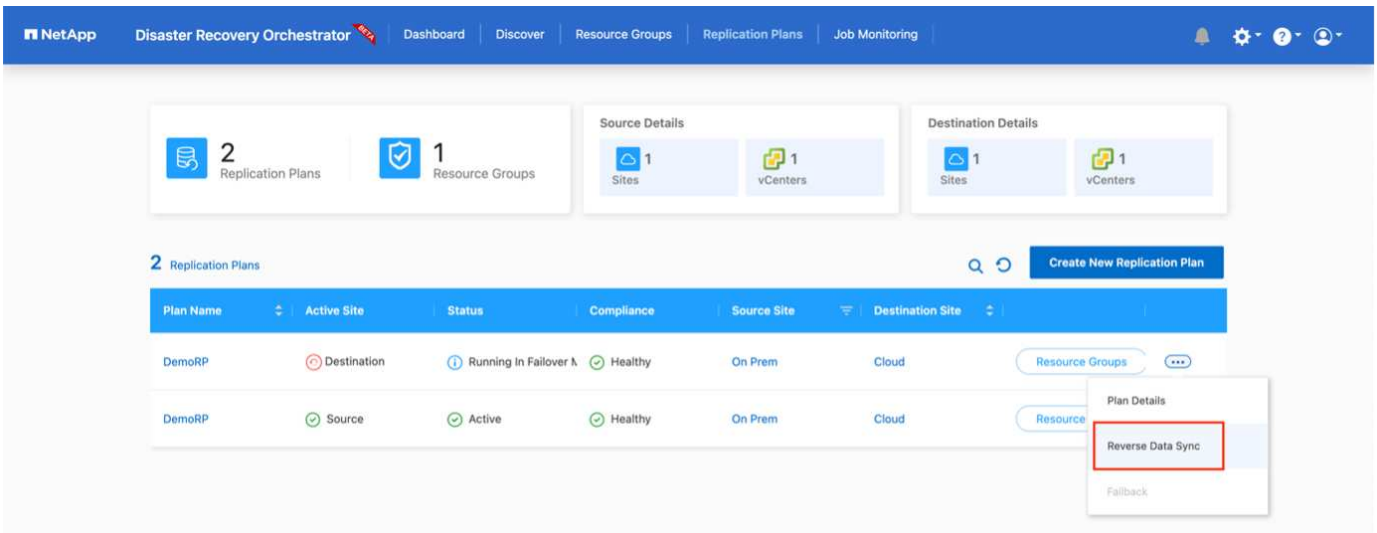 NetApp Disaster Recovery Orchestrator BETA Dashboard Discover Resource Groups Replication Plans Job Monitoring
Source Details Destination Details
2 Replication Plans 1 Resource Groups
1 Sites 1 vCenters 1 Sites 1 vCenters
2 Replication Plans Create New Replication Plan
Plan Name Active Site Status Compliance Source Site Destination Site
DemoRP Destination Running In Failover M Healthy On Prem Cloud Resource Groups
Plan Details
DemoRP Source Active Healthy On Prem Cloud Resource
Reverse Data Sync
Failback